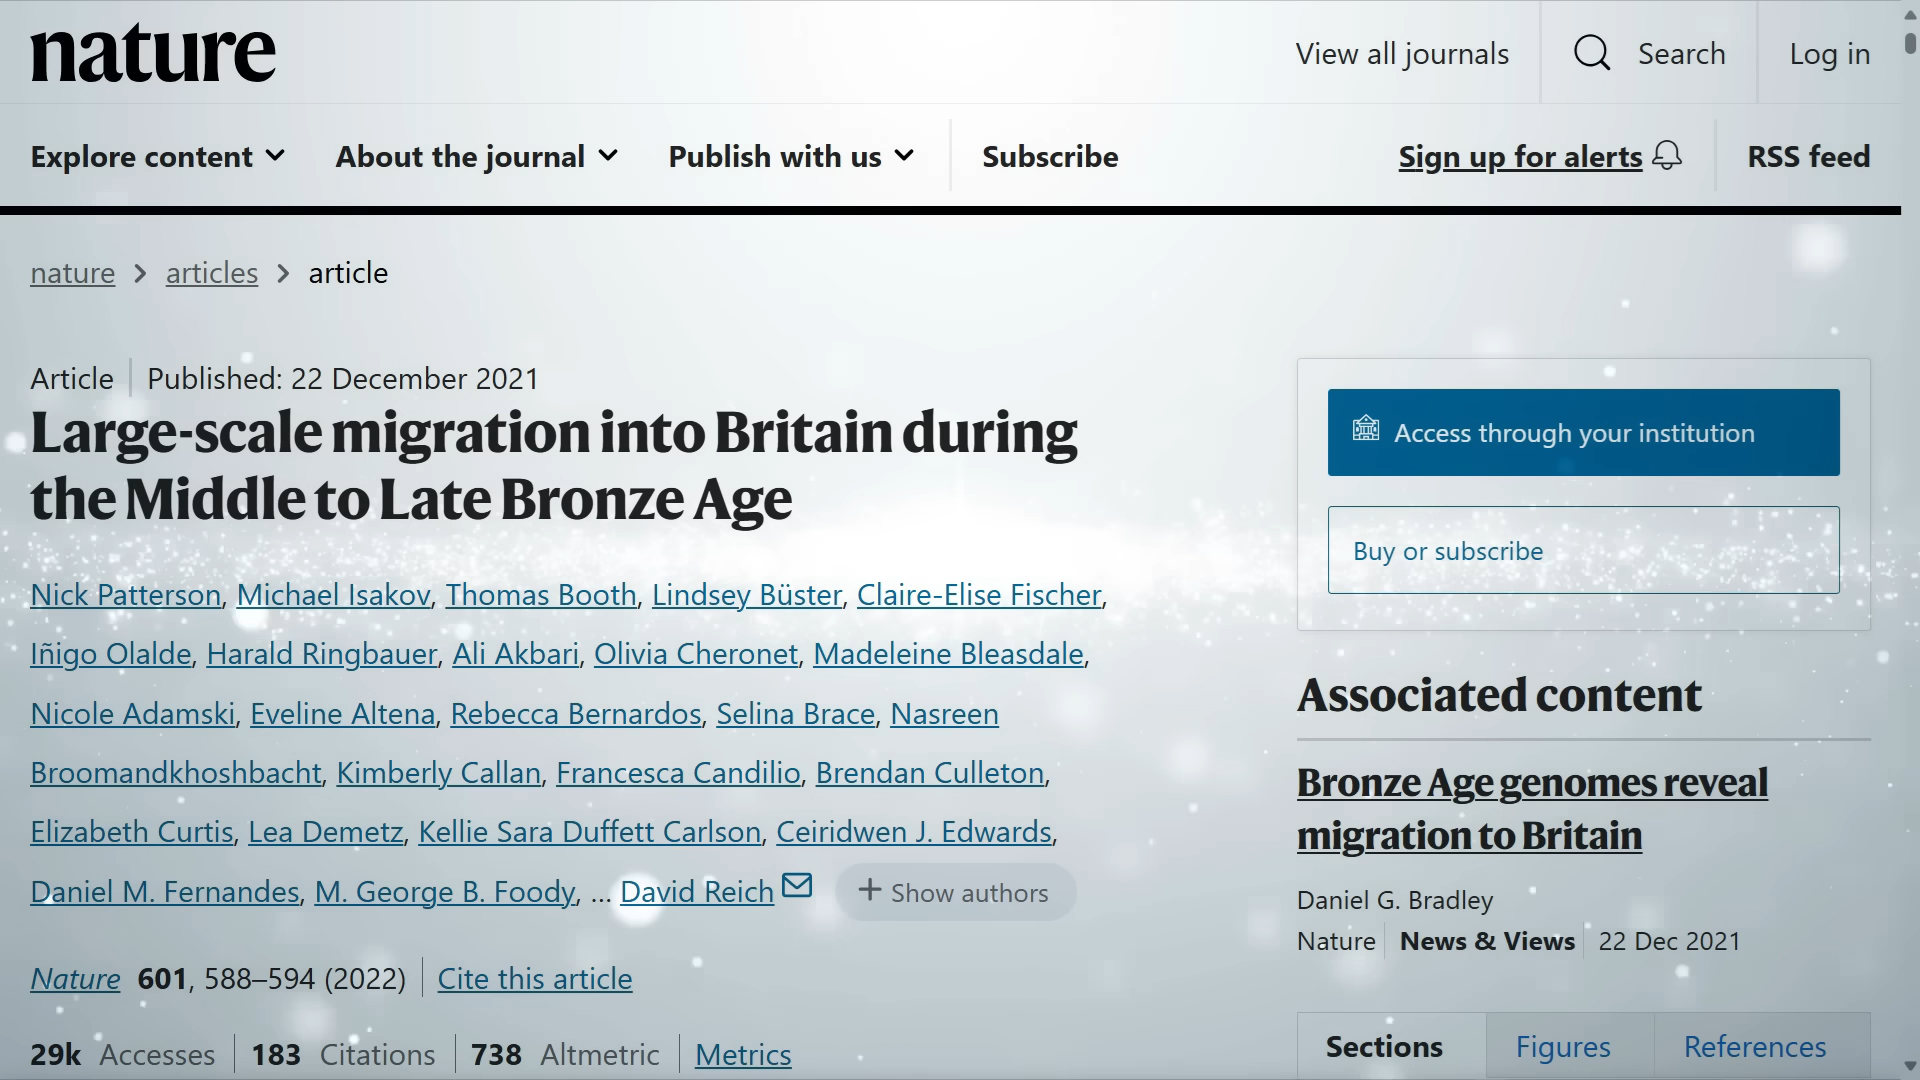 nature
View all journals
Search
Log in
Explore content
About the journal
Publish with us
Subscribe
Sign up for alerts
RSS feed
nature > articles > article
Article
Published: 22 December 2021
Large-scale migration into Britain during
the Middle to Late Bronze Age
Nick Patterson, Michael Isakov, Thomas Booth, Lindsey Büster, Claire-Elise Fischer,
Iñigo Olalde, Harald Ringbauer, Ali Akbari, Olivia Cheronet, Madeleine Bleasdale,
Nicole Adamski, Eveline Altena, Rebecca Bernardos, Selina Brace, Nasreen
Broomandkhoshbacht, Kimberly Callan, Francesca Candilio, Brendan Culleton,
Elizabeth Curtis, Lea Demetz, Kellie Sara Duffett Carlson, Ceiridwen J. Edwards,
Daniel M. Fernandes, M. George B. Foody, ... David Reich
+ Show authors
Nature 601, 588–594 (2022)
Cite this article
29k Accesses
183 Citations
738 Altmetric
Metrics
Access through your institution
Buy or subscribe
Associated content
Bronze Age genomes reveal
migration to Britain
Daniel G. Bradley
Nature
News & Views
22 Dec 2021
Sections
Figures
References